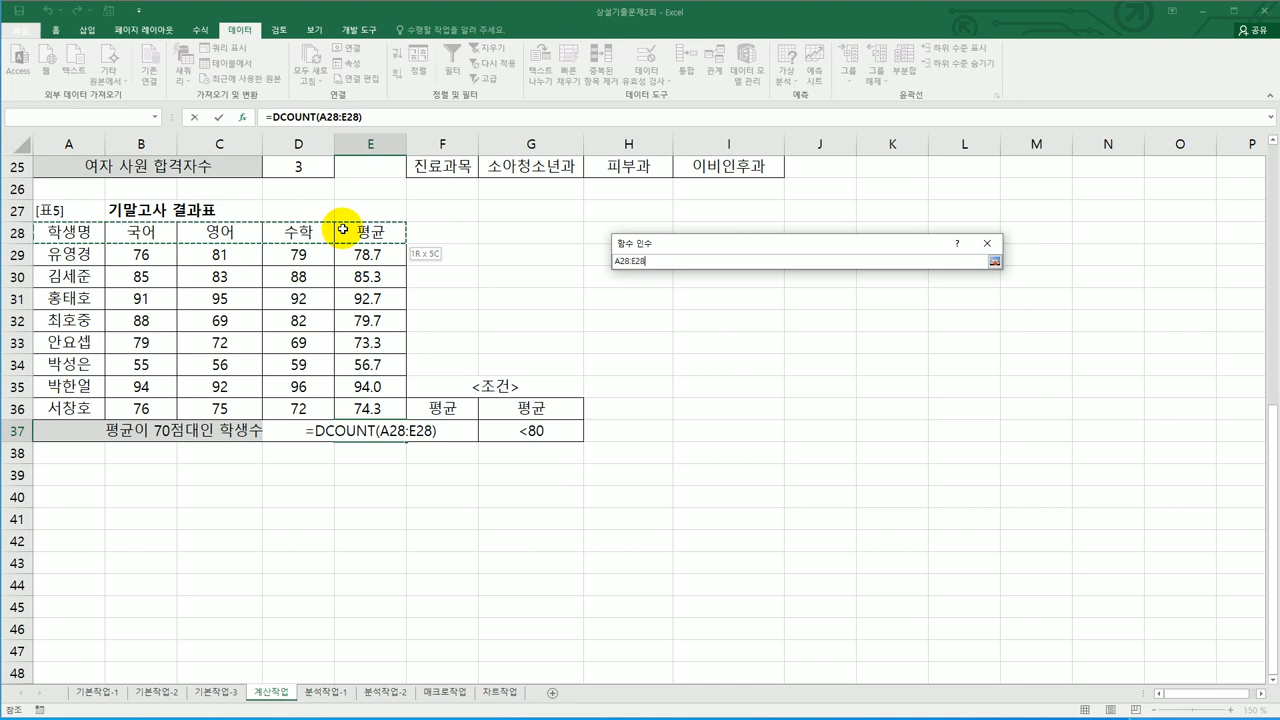 상설기출문제2회 - Excel
홈 삽입 페이지 레이아웃 수식 데이터 검토 보기 개발 도구 수행할 작업을 알려 주세요. 공유
Access 웹 텍스트 기타 원본에서 기존 연결 새 쿼리 쿼리 표시 테이블에서 최근에 사용한 원본 모두 새로 고침 연결 속성 연결 편집 정렬 필터 지우기 다시 적용 고급 텍스트 나누기 빠른 채우기 중복된 항목 제거 데이터 유효성 검사 통합 관계 데이터 모델 관리 가상 분석 예측 시트 그룹 그룹 해제 부분합 하위 수준 표시 하위 수준 숨기기
외부 데이터 가져오기 가져오기 및 변환 연결 정렬 및 필터 데이터 도구 예측 윤곽선
fx =DCOUNT(A28:E28)
A B C D E F G H I J K L M N O P
25 여자 사원 합격자수 3 진료과목 소아청소년과 피부과 이비인후과
26
27 [표5] 기말고사 결과표
28 학생명 국어 영어 수학 평균
함수 인수 ?
A28:E28
29 유영경 76 81 79 78.7 1R x 5C
30 김세준 85 83 88 85.3
31 홍태호 91 95 92 92.7
32 최호중 88 69 82 79.7
33 안요셉 79 72 69 73.3
34 박성은 55 56 59 56.7
35 박한얼 94 92 96 94.0 <조건>
36 서창호 76 75 72 74.3 평균 평균
37 평균이 70점대인 학생수 =DCOUNT(A28:E28) <80
38
39
40
41
42
43
44
45
46
47
48
기본작업-1 기본작업-2 기본작업-3 계산작업 분석작업-1 분석작업-2 매크로작업 차트작업
참조 150 %